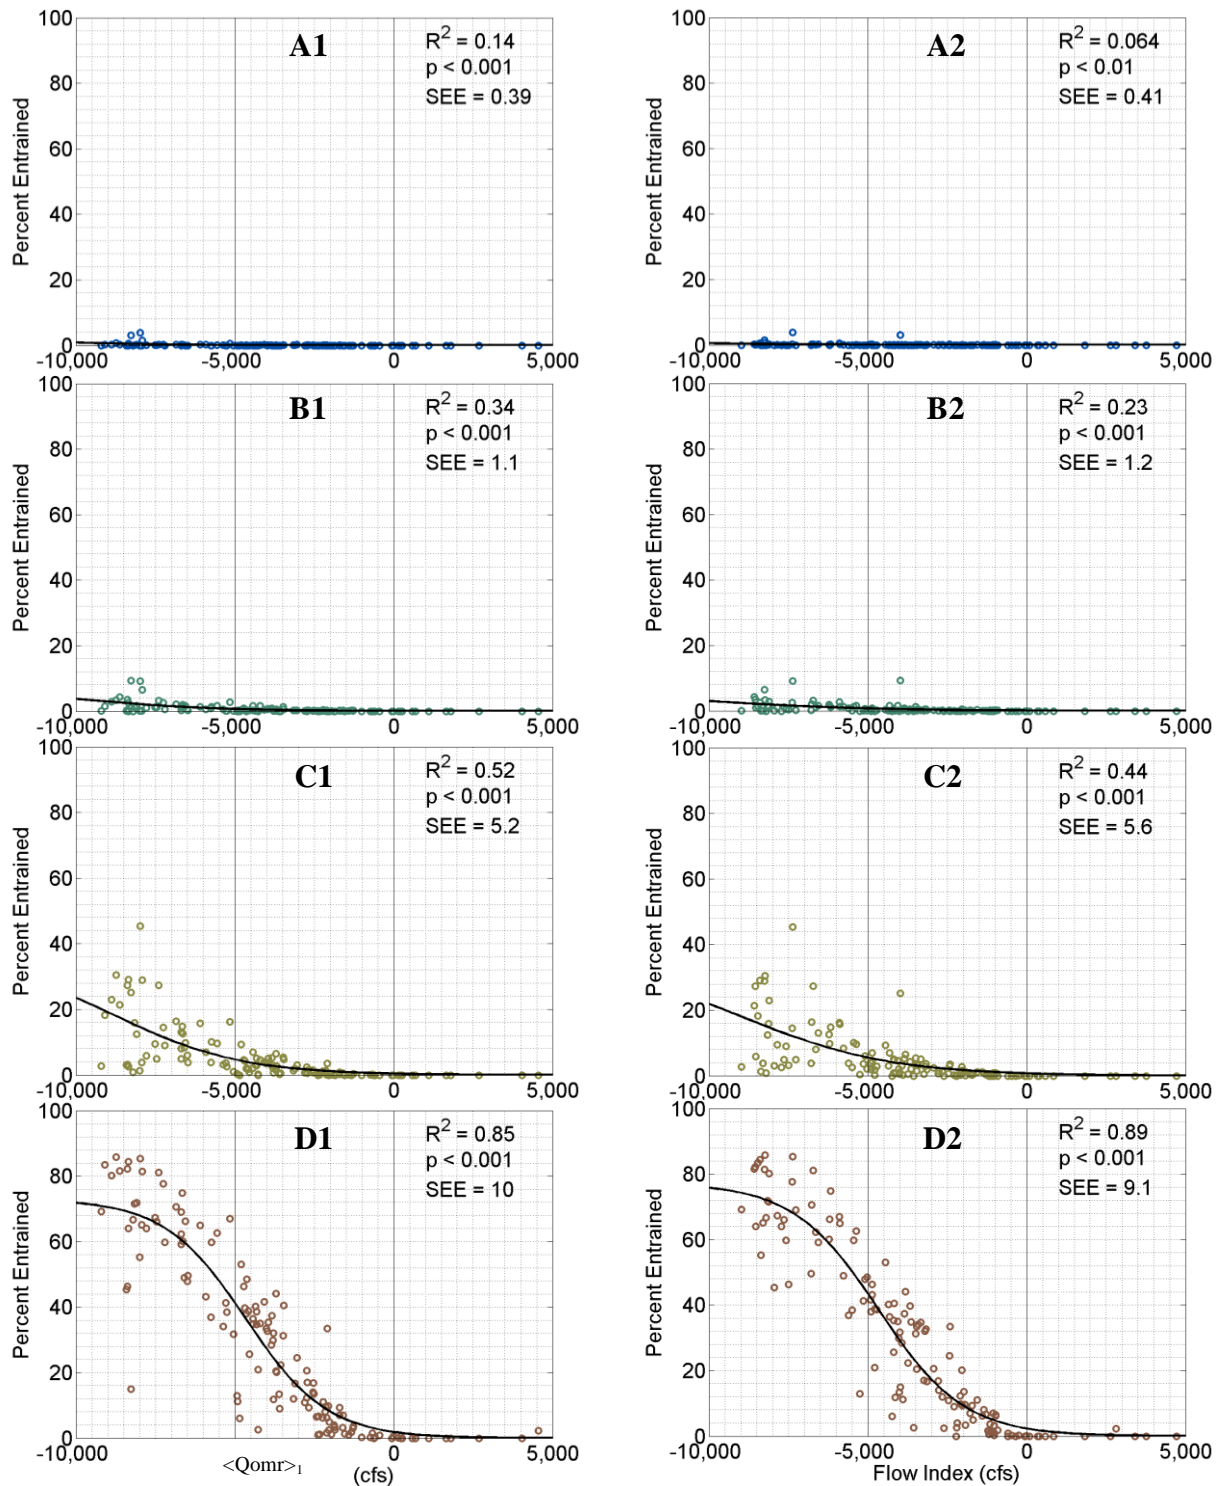 100
80
60
40
20
0
Percent Entrained
A1
R² = 0.14
p < 0.001
SEE = 0.39
-10,000 -5,000 0 5,000
100
80
60
40
20
0
Percent Entrained
A2
R² = 0.064
p < 0.01
SEE = 0.41
-10,000 -5,000 0 5,000
100
80
60
40
20
0
Percent Entrained
B1
R² = 0.34
p < 0.001
SEE = 1.1
-10,000 -5,000 0 5,000
100
80
60
40
20
0
Percent Entrained
B2
R² = 0.23
p < 0.001
SEE = 1.2
-10,000 -5,000 0 5,000
100
80
60
40
20
0
Percent Entrained
C1
R² = 0.52
p < 0.001
SEE = 5.2
-10,000 -5,000 0 5,000
100
80
60
40
20
0
Percent Entrained
C2
R² = 0.44
p < 0.001
SEE = 5.6
-10,000 -5,000 0 5,000
100
80
60
40
20
0
Percent Entrained
D1
R² = 0.85
p < 0.001
SEE = 10
-10,000 -5,000 0 5,000
<Qomr>₁ (cfs)
100
80
60
40
20
0
Percent Entrained
D2
R² = 0.89
p < 0.001
SEE = 9.1
-10,000 -5,000 0 5,000
Flow Index (cfs)